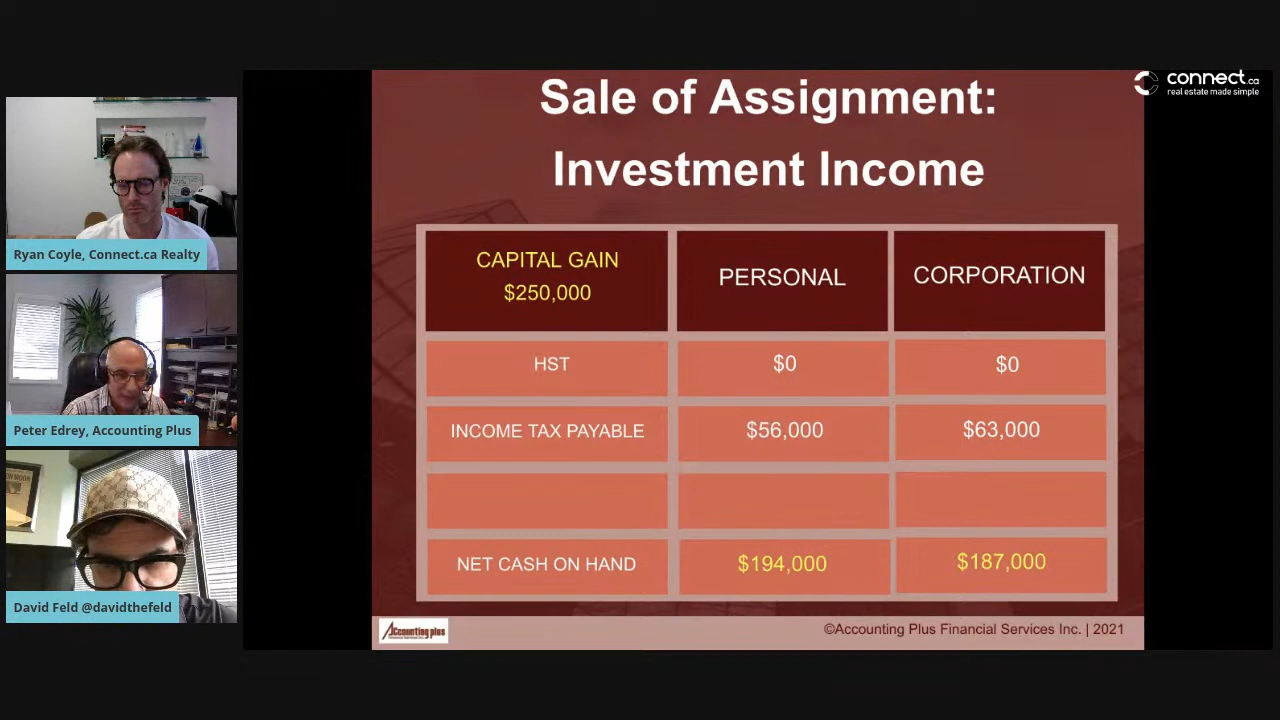 connect.ca
real estate made simple
Sale of Assignment:
Investment Income
CAPITAL GAIN
$250,000
PERSONAL
CORPORATION
HST
$0
$0
INCOME TAX PAYABLE
$56,000
$63,000
NET CASH ON HAND
$194,000
$187,000
Accounting plus
©Accounting Plus Financial Services Inc. | 2021
Ryan Coyle, Connect.ca Realty
Peter Edrey, Accounting Plus
David Feld @davidthefeld